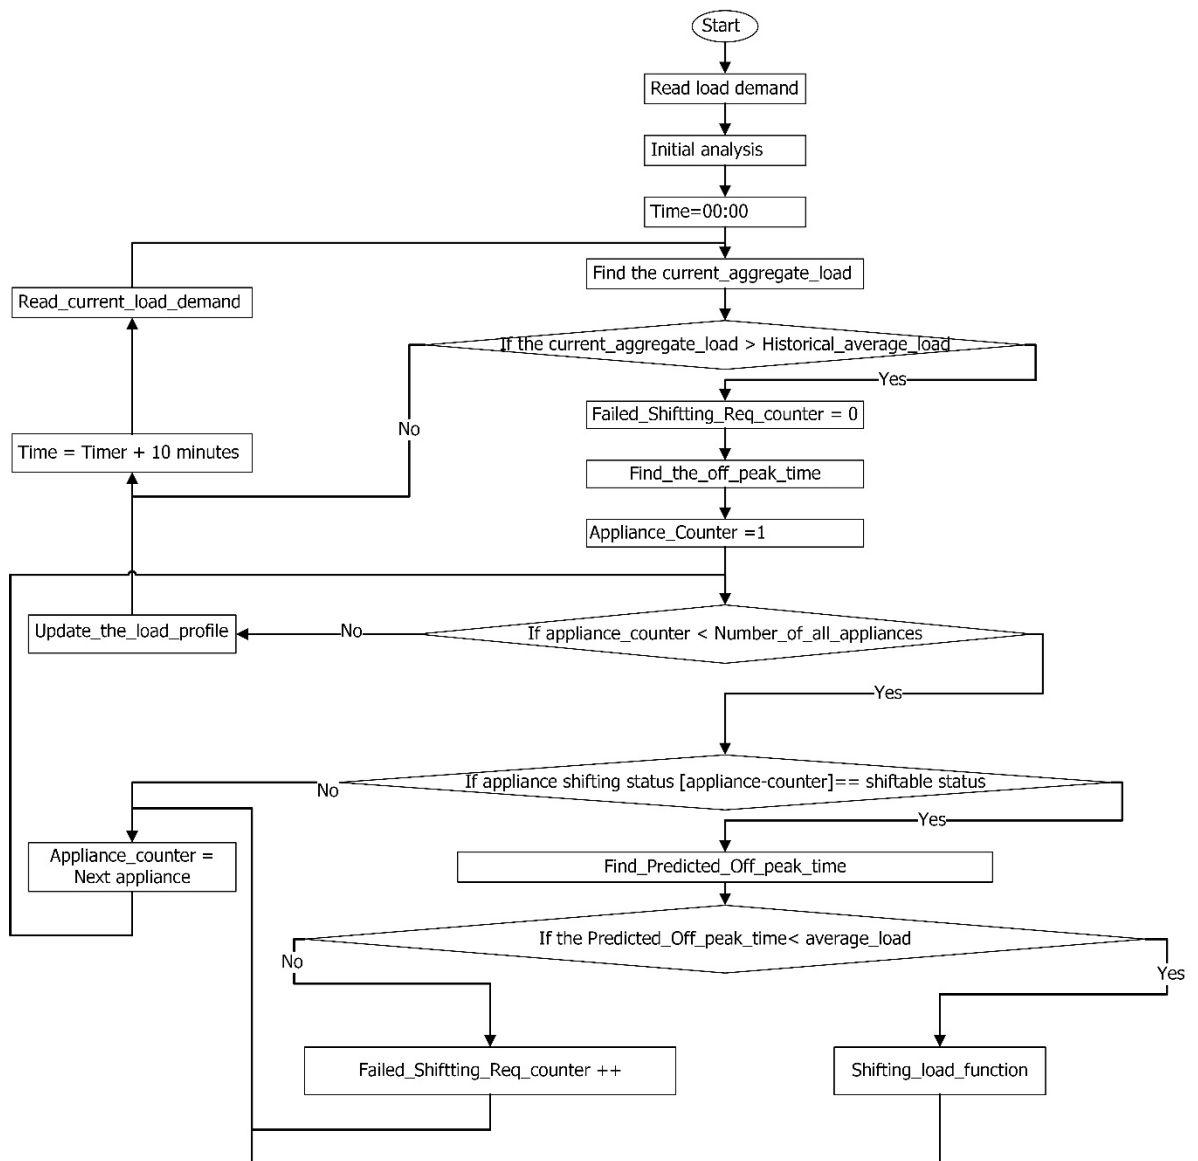 Start
Read load demand
Initial analysis
Time=00:00
Find the current_aggregate_load
Read_current_load_demand
If the current_aggregate_load > Historical_average_load
Yes
Failed_Shiftting_Req_counter = 0
No
Time = Timer + 10 minutes
Find_the_off_peak_time
Appliance_Counter =1
Update_the_load_profile
No
If appliance_counter < Number_of_all_appliances
Yes
If appliance shifting status [appliance-counter]== shiftable status
No
Yes
Appliance_counter =
Next appliance
Find_Predicted_Off_peak_time
If the Predicted_Off_peak_time< average_load
No
Yes
Failed_Shiftting_Req_counter ++
Shifting_load_function